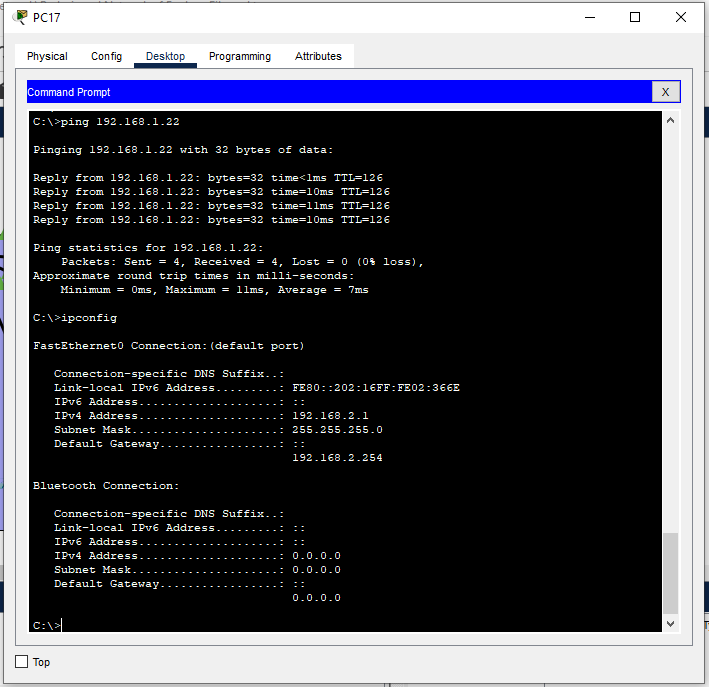 PC17
Physical Config Desktop Programming Attributes
Command Prompt X
C:\>ping 192.168.1.22
Pinging 192.168.1.22 with 32 bytes of data:
Reply from 192.168.1.22: bytes=32 time<1ms TTL=126
Reply from 192.168.1.22: bytes=32 time=10ms TTL=126
Reply from 192.168.1.22: bytes=32 time=11ms TTL=126
Reply from 192.168.1.22: bytes=32 time=10ms TTL=126
Ping statistics for 192.168.1.22:
Packets: Sent = 4, Received = 4, Lost = 0 (0% loss),
Approximate round trip times in milli-seconds:
Minimum = 0ms, Maximum = 11ms, Average = 7ms
C:\>ipconfig
FastEthernet0 Connection:(default port)
Connection-specific DNS Suffix..:
Link-local IPv6 Address.........: FE80::202:16FF:FE02:366E
IPv6 Address....................: ::
IPv4 Address....................: 192.168.2.1
Subnet Mask.....................: 255.255.255.0
Default Gateway.................: ::
192.168.2.254
Bluetooth Connection:
Connection-specific DNS Suffix..:
Link-local IPv6 Address.........: ::
IPv6 Address....................: ::
IPv4 Address....................: 0.0.0.0
Subnet Mask.....................: 0.0.0.0
Default Gateway.................: ::
0.0.0.0
C:\>
Top